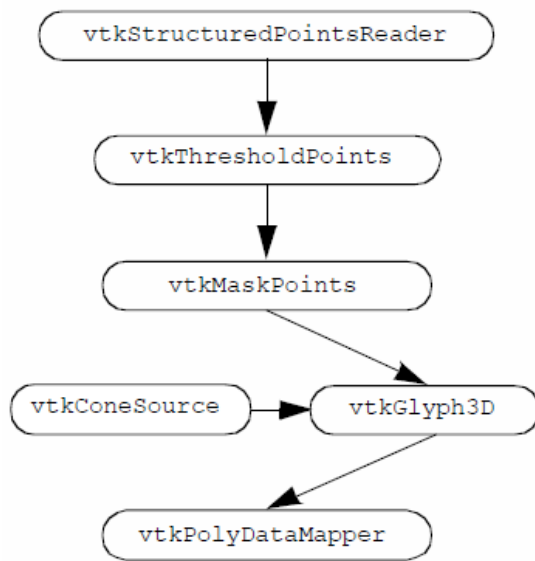 vtkStructuredPointsReader
vtkThresholdPoints
vtkMaskPoints
vtkConeSource
vtkGlyph3D
vtkPolyDataMapper